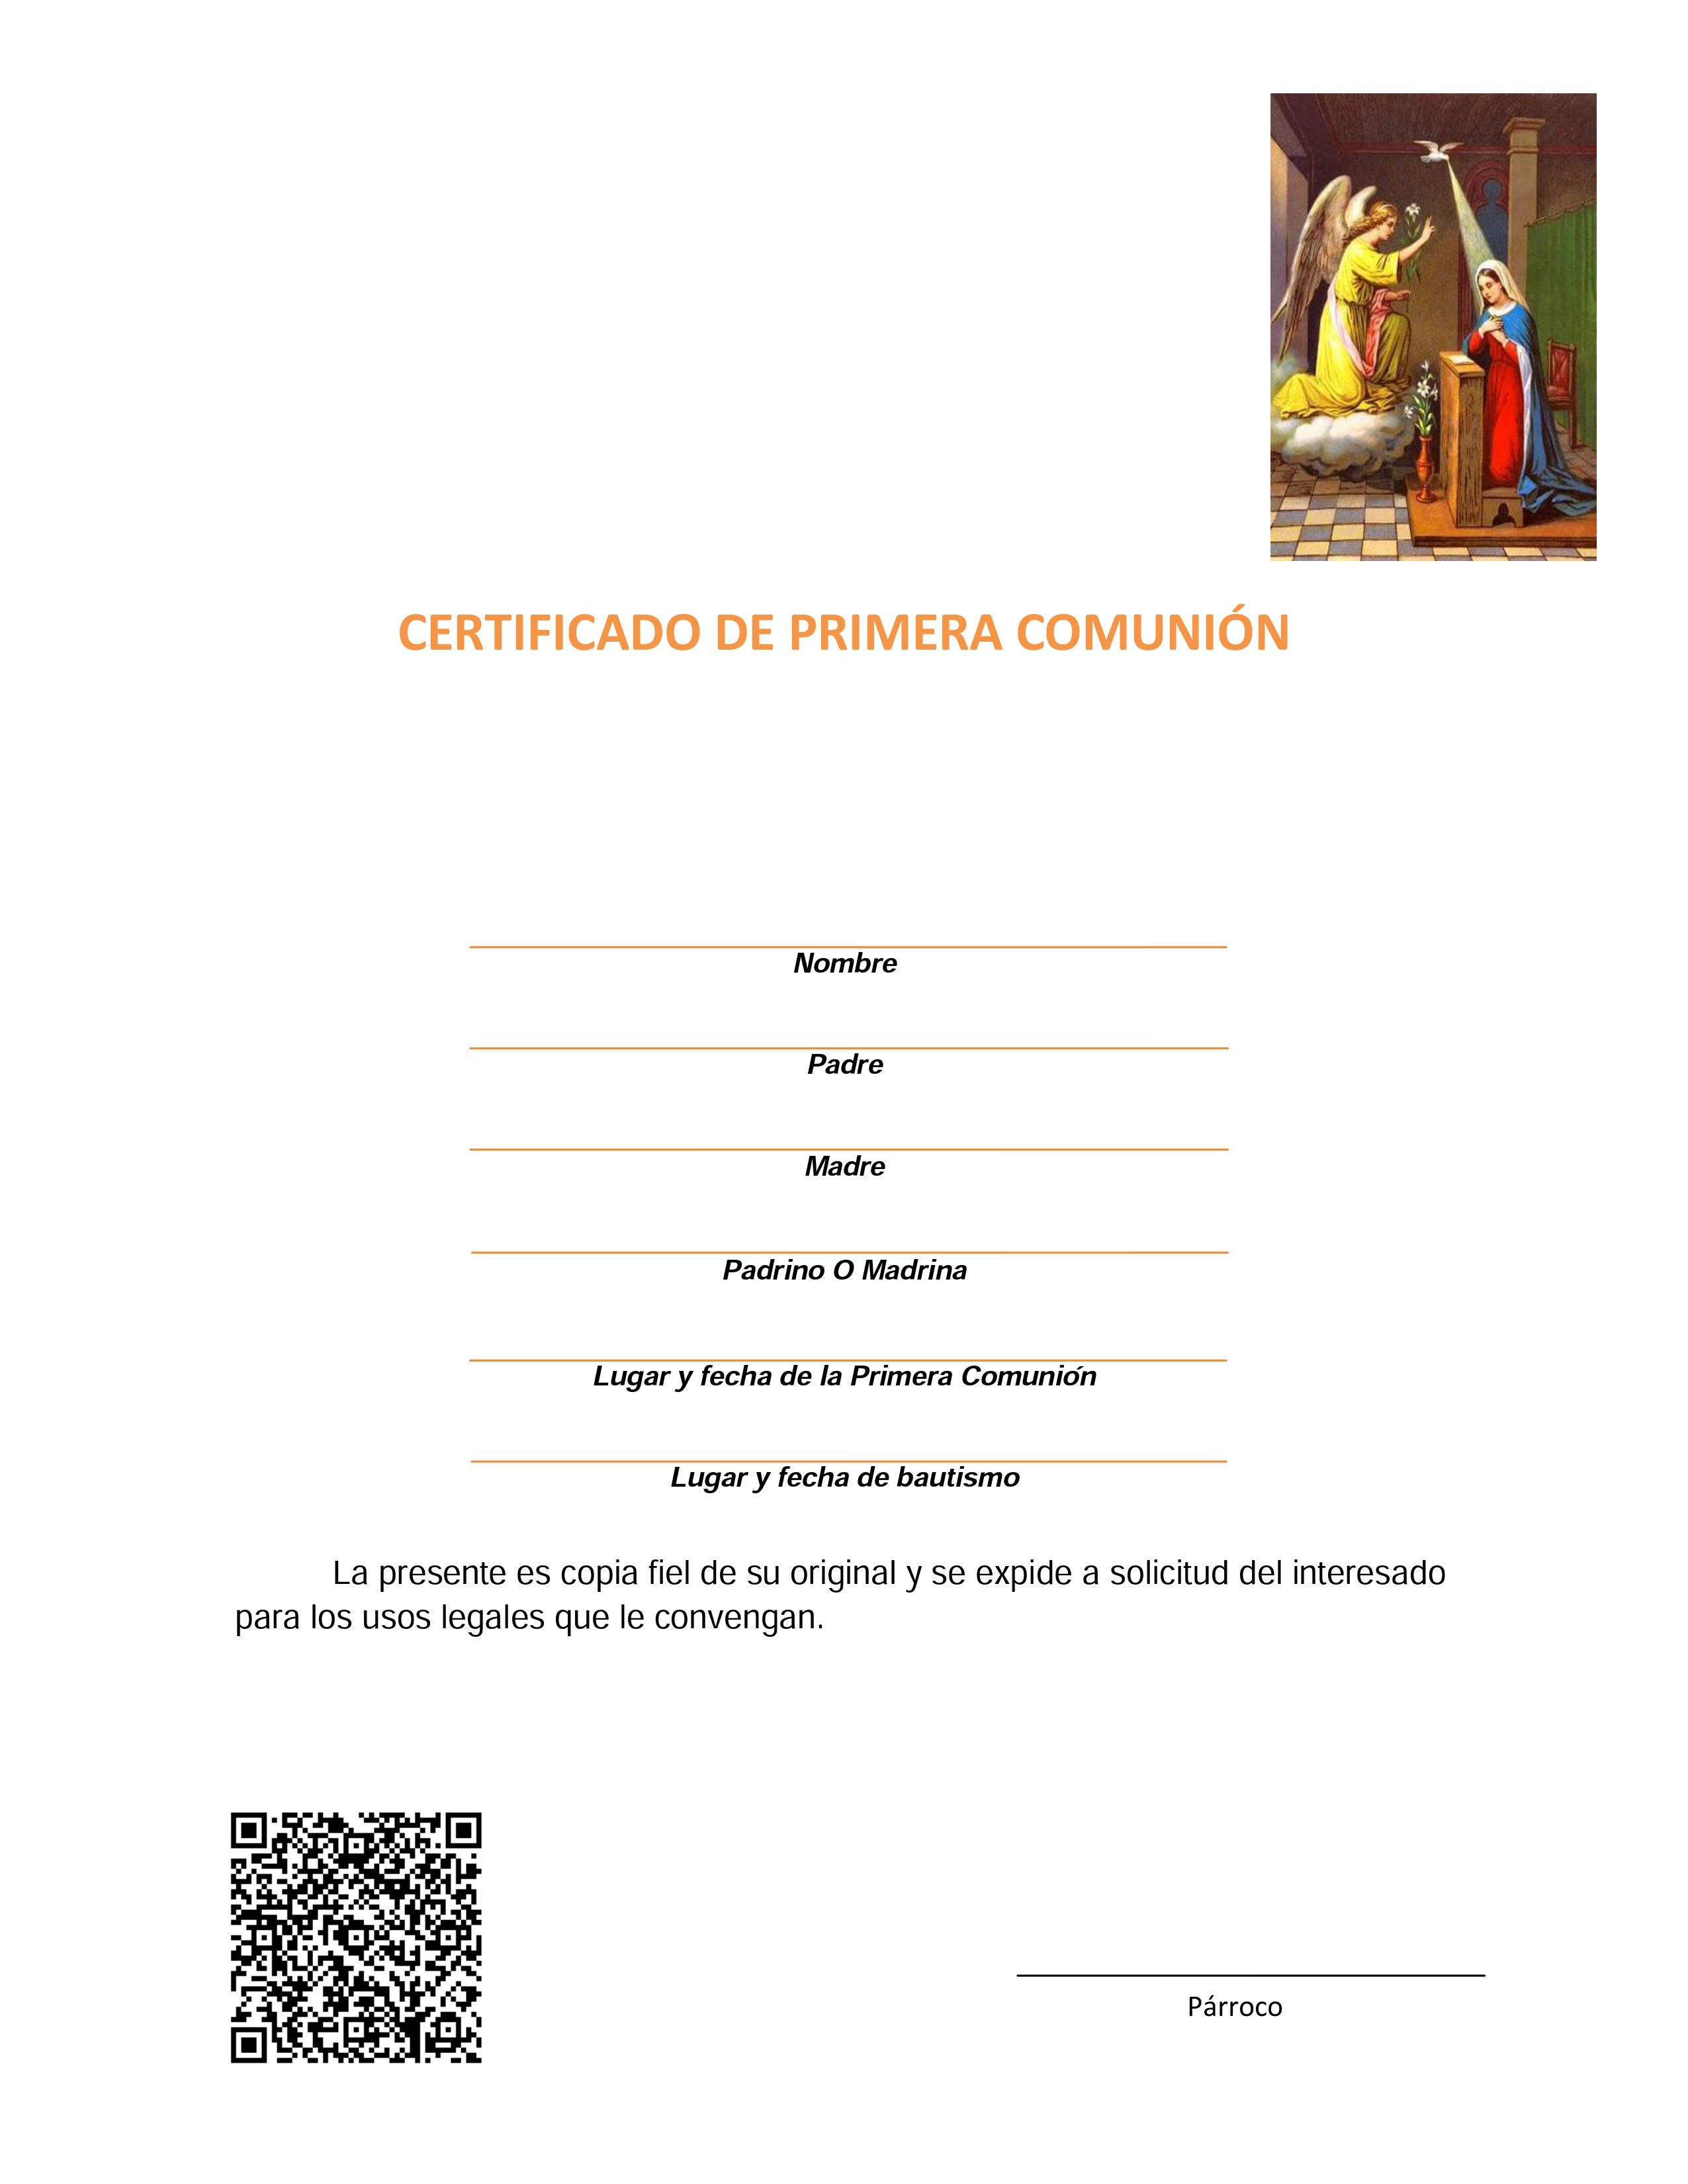 CERTIFICADO DE PRIMERA COMUNIÓN
Nombre
Padre
Madre
Padrino O Madrina
Lugar y fecha de la Primera Comunión
Lugar y fecha de bautismo
La presente es copia fiel de su original y se expide a solicitud del interesado
para los usos legales que le convengan.
Párroco